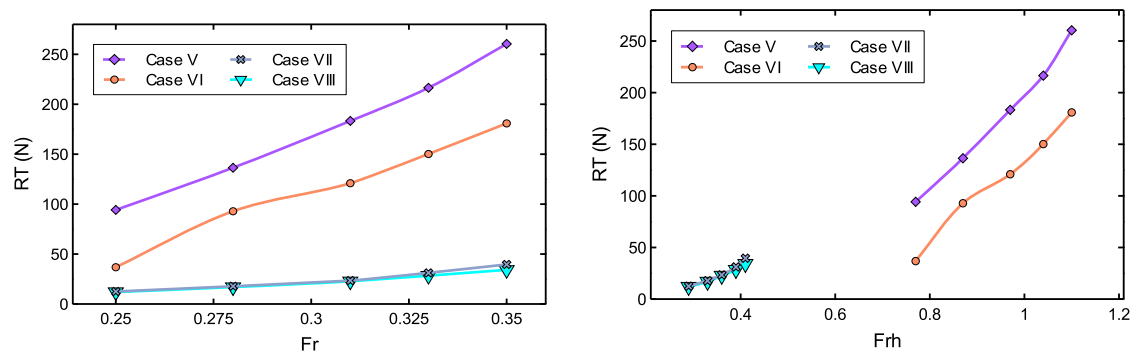 250
200
150
100
50
0
RT (N)
Case V
Case VII
Case VI
Case VIII
0.25
0.275
0.3
0.325
0.35
Fr
250
200
150
100
50
0
RT (N)
Case V
Case VII
Case VI
Case VIII
0.4
0.6
0.8
1
1.2
Frh